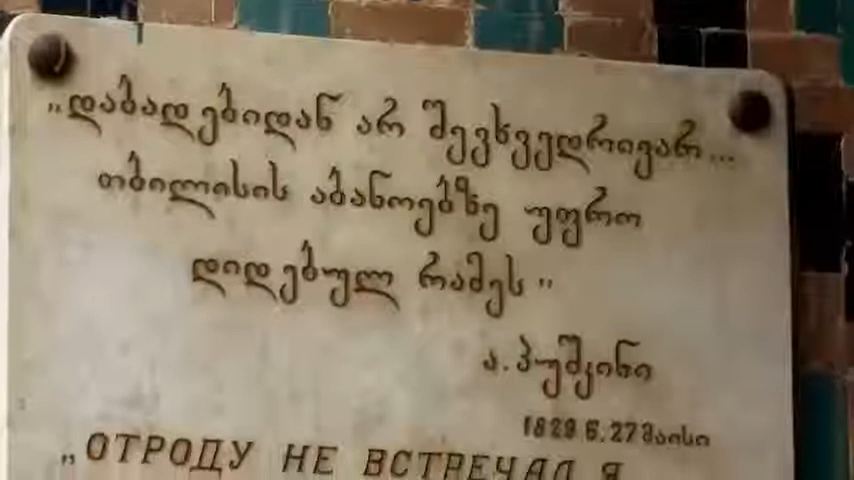 „დაბადებიდან არ შევხვედრივარ...
თბილისის აბანოებზე უფრო
დიდებულ რამეს"
ა. პუშკინი
1829 წ. 27 მაისი
„ОТРОДУ НЕ ВСТРЕЧАЛ Я